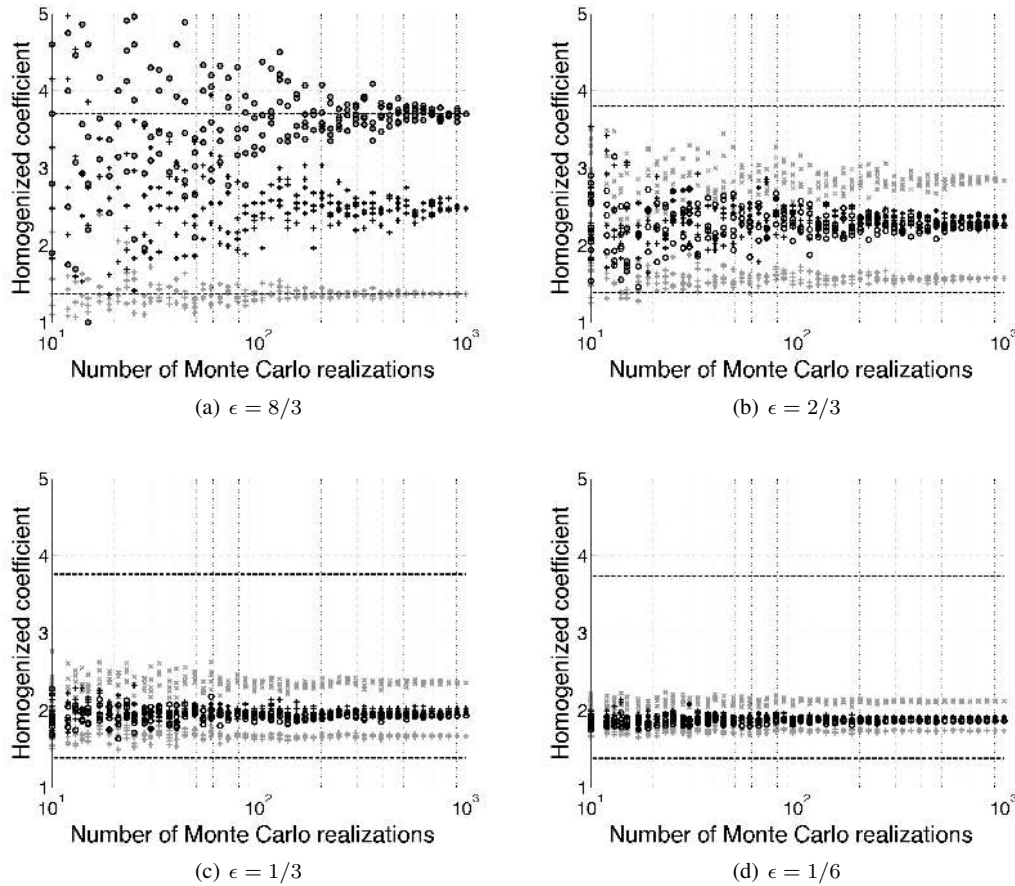 Homogenized coefficient
5
4
3
2
1
10^1
10^2
10^3
Number of Monte Carlo realizations
(a) ϵ = 8/3
Homogenized coefficient
5
4
3
2
1
10^1
10^2
10^3
Number of Monte Carlo realizations
(b) ϵ = 2/3
Homogenized coefficient
5
4
3
2
1
10^1
10^2
10^3
Number of Monte Carlo realizations
(c) ϵ = 1/3
Homogenized coefficient
5
4
3
2
1
10^1
10^2
10^3
Number of Monte Carlo realizations
(d) ϵ = 1/6